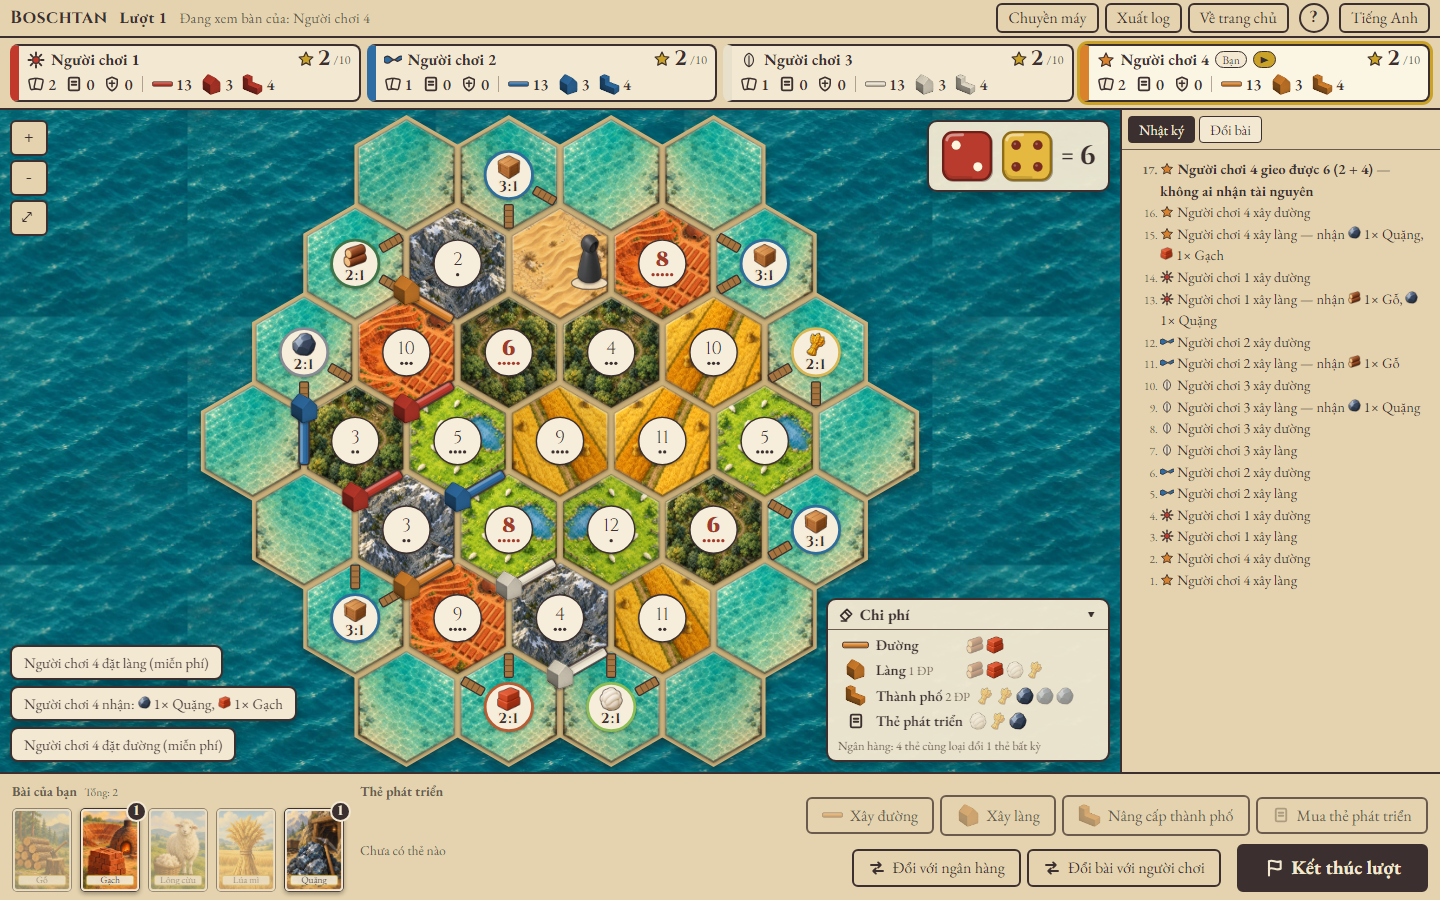 BOSCHTAN Lượt 1 Đang xem bàn của: Người chơi 4
Chuyền máy
Xuất log
Về trang chủ
?
Tiếng Anh
Người chơi 1 2 /10
2 0 0 13 3 4
Người chơi 2 2 /10
1 0 0 13 3 4
Người chơi 3 2 /10
1 0 0 13 3 4
Người chơi 4 Bạn 2 /10
2 0 0 13 3 4
+
-
= 6
3:1
2:1 2 8 3:1
2:1 10 6 4 10 2:1
3 5 9 11 5
3 8 12 6 3:1
3:1 9 4 11
2:1 2:1
Người chơi 4 đặt làng (miễn phí)
Người chơi 4 nhận: 1× Quặng, 1× Gạch
Người chơi 4 đặt đường (miễn phí)
Chi phí
Đường
Làng 1 ĐP
Thành phố 2 ĐP
Thẻ phát triển
Ngân hàng: 4 thẻ cùng loại đổi 1 thẻ bất kỳ
Nhật ký
Đổi bài
17. Người chơi 4 gieo được 6 (2 + 4) —
không ai nhận tài nguyên
16. Người chơi 4 xây đường
15. Người chơi 4 xây làng — nhận 1× Quặng,
1× Gạch
14. Người chơi 1 xây đường
13. Người chơi 1 xây làng — nhận 1× Gỗ,
1× Quặng
12. Người chơi 2 xây đường
11. Người chơi 2 xây làng — nhận 1× Gỗ
10. Người chơi 3 xây đường
9. Người chơi 3 xây làng — nhận 1× Quặng
8. Người chơi 3 xây đường
7. Người chơi 3 xây làng
6. Người chơi 2 xây đường
5. Người chơi 2 xây làng
4. Người chơi 1 xây đường
3. Người chơi 1 xây làng
2. Người chơi 4 xây đường
1. Người chơi 4 xây làng
Bài của bạn Tổng: 2
1 1
Gỗ Gạch Lông cừu Lúa mì Quặng
Thẻ phát triển
Chưa có thẻ nào
Xây đường
Xây làng
Nâng cấp thành phố
Mua thẻ phát triển
Đổi với ngân hàng
Đổi bài với người chơi
Kết thúc lượt